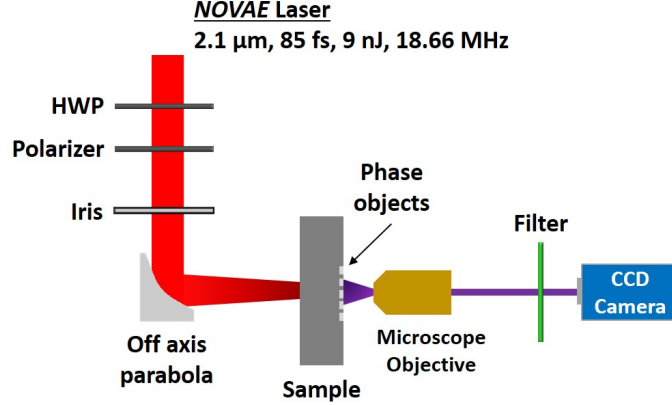 NOVAE Laser
2.1 µm, 85 fs, 9 nJ, 18.66 MHz
HWP
Polarizer
Iris
Phase
objects
Filter
CCD
Camera
Off axis
parabola
Sample
Microscope
Objective